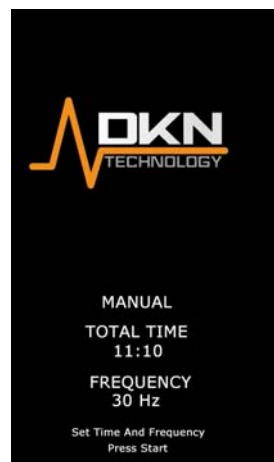 DKN
TECHNOLOGY
MANUAL
TOTAL TIME
11:10
FREQUENCY
30 Hz
Set Time And Frequency
Press Start